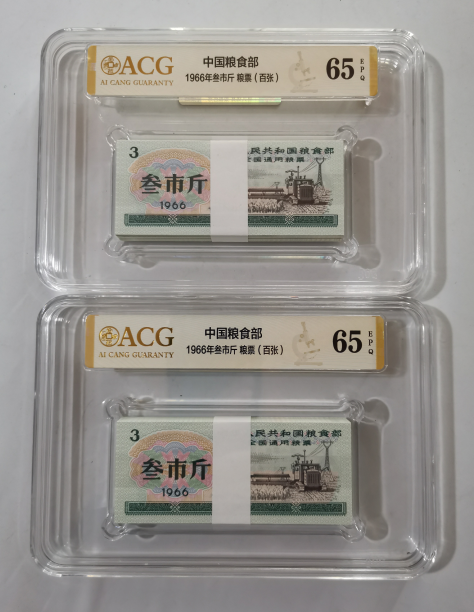 ACG
AI CANG GUARANTY
中国粮食部
1966年叁市斤 粮票（百张）
65
EPQ
3
叁市斤
1966
人民共和国粮食部
全国通用粮票
ACG
AI CANG GUARANTY
中国粮食部
1966年叁市斤 粮票（百张）
65
EPQ
3
叁市斤
1966
人民共和国粮食部
全国通用粮票